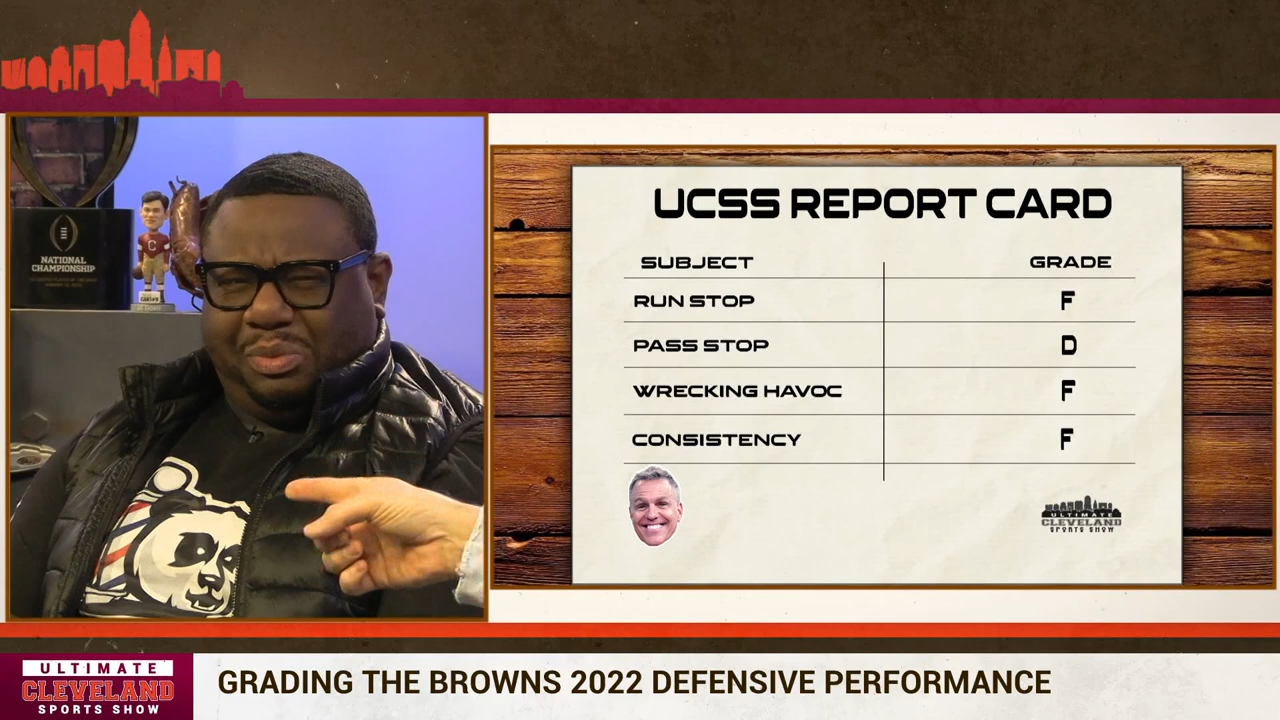 NATIONAL
CHAMPIONSHIP
C
UCSS REPORT CARD
SUBJECT GRADE
RUN STOP F
PASS STOP D
WRECKING HAVOC F
CONSISTENCY F
ULTIMATE
CLEVELAND
SPORTS SHOW
ULTIMATE
CLEVELAND
SPORTS SHOW
GRADING THE BROWNS 2022 DEFENSIVE PERFORMANCE